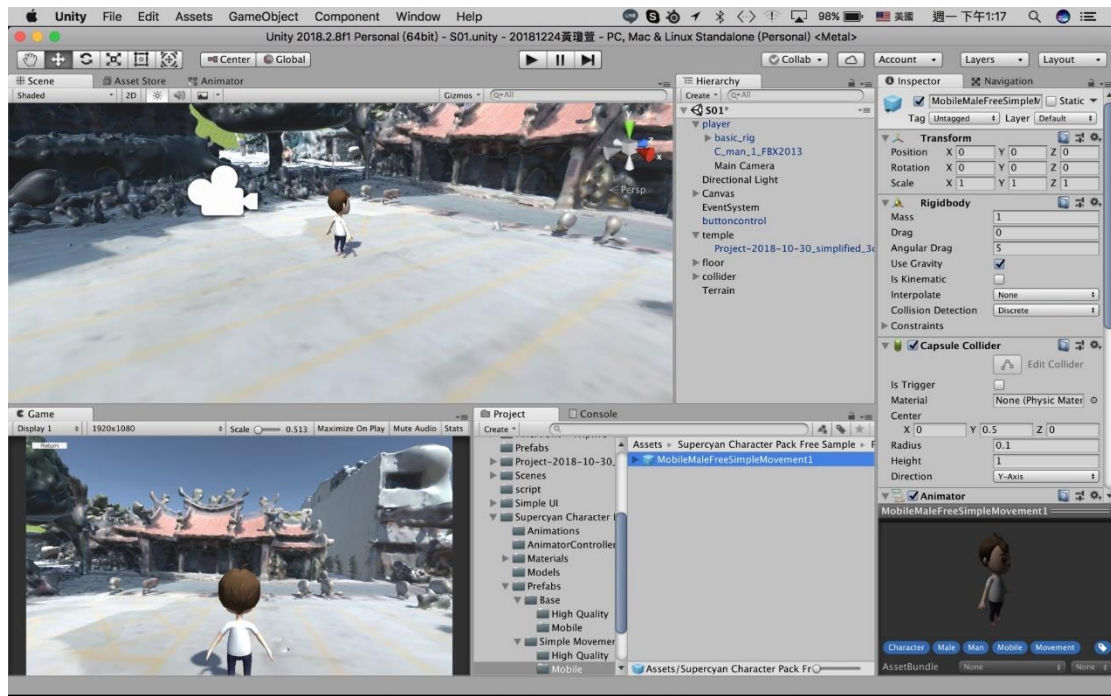 Unity File Edit Assets GameObject Component Window Help 98% 美國 週一下午1:17
Unity 2018.2.8f1 Personal (64bit) - S01.unity - 20181224黃瓊萱 - PC, Mac & Linux Standalone (Personal) <Metal>
Center Global Collab Account Layers Layout
Scene Asset Store Animator
Shaded 2D Gizmos All
y x
Persp
Hierarchy
Create All
S01*
player
basic_rig
C_man_1_FBX2013
Main Camera
Directional Light
Canvas
EventSystem
buttoncontrol
temple
Project-2018-10-30_simplified_3d
floor
collider
Terrain
Inspector Navigation
MobileMaleFreeSimpleM Static
Tag Untagged Layer Default
Transform
Position X 0 Y 0 Z 0
Rotation X 0 Y 0 Z 0
Scale X 1 Y 1 Z 1
Rigidbody
Mass 1
Drag 0
Angular Drag 5
Use Gravity
Is Kinematic
Interpolate None
Collision Detection Discrete
Constraints
Capsule Collider
Edit Collider
Is Trigger
Material None (Physic Mater
Center
X 0 Y 0.5 Z 0
Radius 0.1
Height 1
Direction Y-Axis
Animator
MobileMaleFreeSimpleMovement1
Character Male Man Mobile Movement
AssetBundle None None
Game
Display 1 1920x1080 Scale 0.513 Maximize On Play Mute Audio Stats
Return
Project Console
Create
Prefabs
Project-2018-10-30_
Scenes
script
Simple UI
Supercyan Character
Animations
AnimatorController
Materials
Models
Prefabs
Base
High Quality
Mobile
Simple Movemen
High Quality
Mobile
Assets Supercyan Character Pack Free Sample
MobileMaleFreeSimpleMovement1
Assets/Supercyan Character Pack Fr